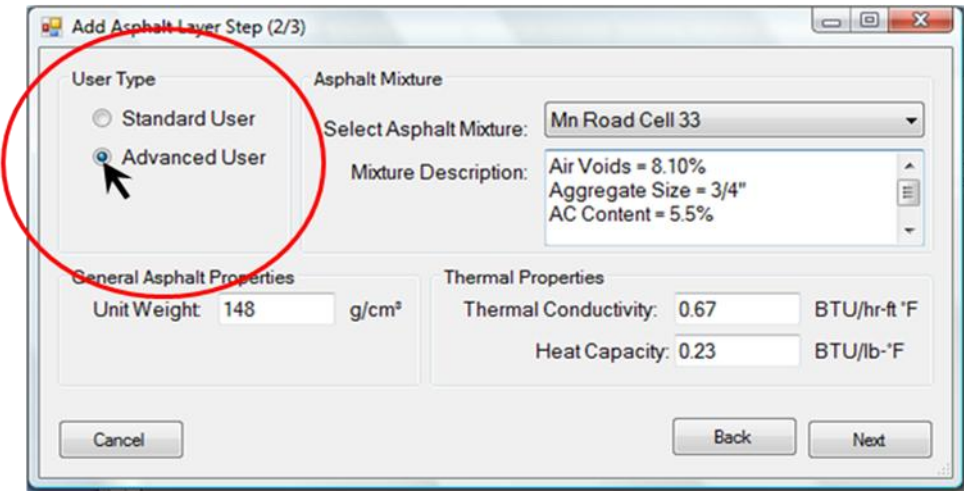 Add Asphalt Layer Step (2/3)
User Type
Standard User
Advanced User
Asphalt Mixture
Select Asphalt Mixture: Mn Road Cell 33
Mixture Description: Air Voids = 8.10%
Aggregate Size = 3/4"
AC Content = 5.5%
General Asphalt Properties
Unit Weight: 148 g/cm³
Thermal Properties
Thermal Conductivity: 0.67 BTU/hr-ft °F
Heat Capacity: 0.23 BTU/lb-°F
Cancel
Back
Next